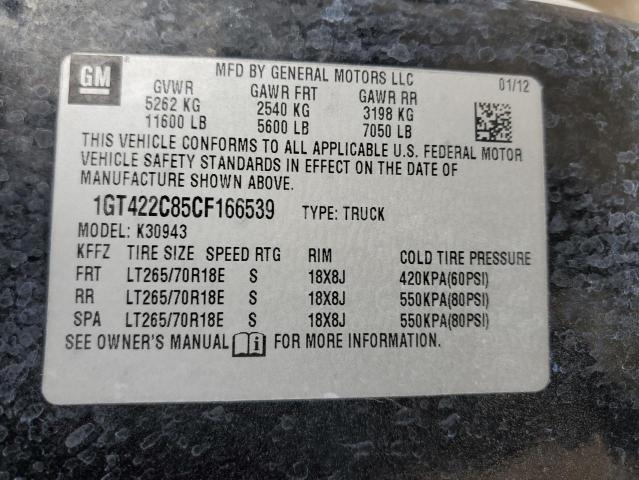 GM
MFD BY GENERAL MOTORS LLC
01/12
GVWR GAWR FRT GAWR RR
5262 KG 2540 KG 3198 KG
11600 LB 5600 LB 7050 LB
THIS VEHICLE CONFORMS TO ALL APPLICABLE U.S. FEDERAL MOTOR
VEHICLE SAFETY STANDARDS IN EFFECT ON THE DATE OF
MANUFACTURE SHOWN ABOVE.
1GT422C85CF166539 TYPE: TRUCK
MODEL: K30943
KFFZ TIRE SIZE SPEED RTG RIM COLD TIRE PRESSURE
FRT LT265/70R18E S 18X8J 420KPA(60PSI)
RR LT265/70R18E S 18X8J 550KPA(80PSI)
SPA LT265/70R18E S 18X8J 550KPA(80PSI)
SEE OWNER'S MANUAL i FOR MORE INFORMATION.